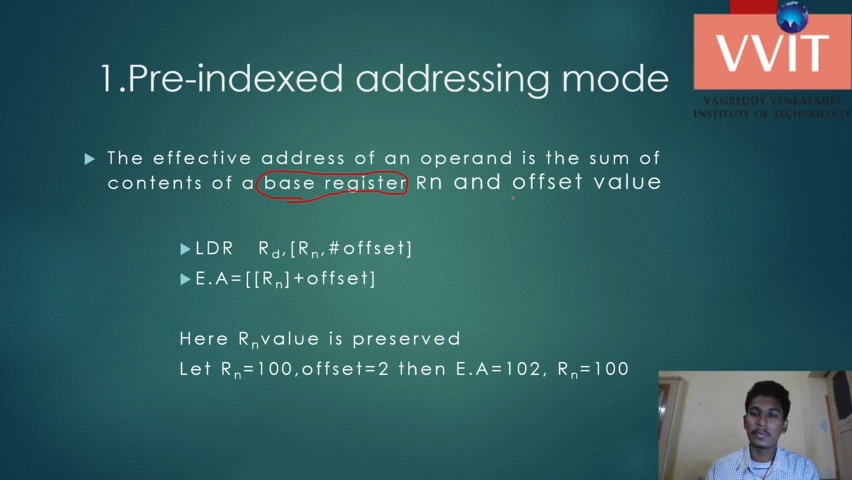 1.Pre-indexed addressing mode
VVIT
VASIREDDY VENKATADRI
INSTITUTE OF TECHNOLOGY
The effective address of an operand is the sum of
contents of a base register Rn and offset value
LDR Rd,[Rn,#offset]
E.A=[[Rn]+offset]
Here Rnvalue is preserved
Let Rn=100,offset=2 then E.A=102, Rn=100